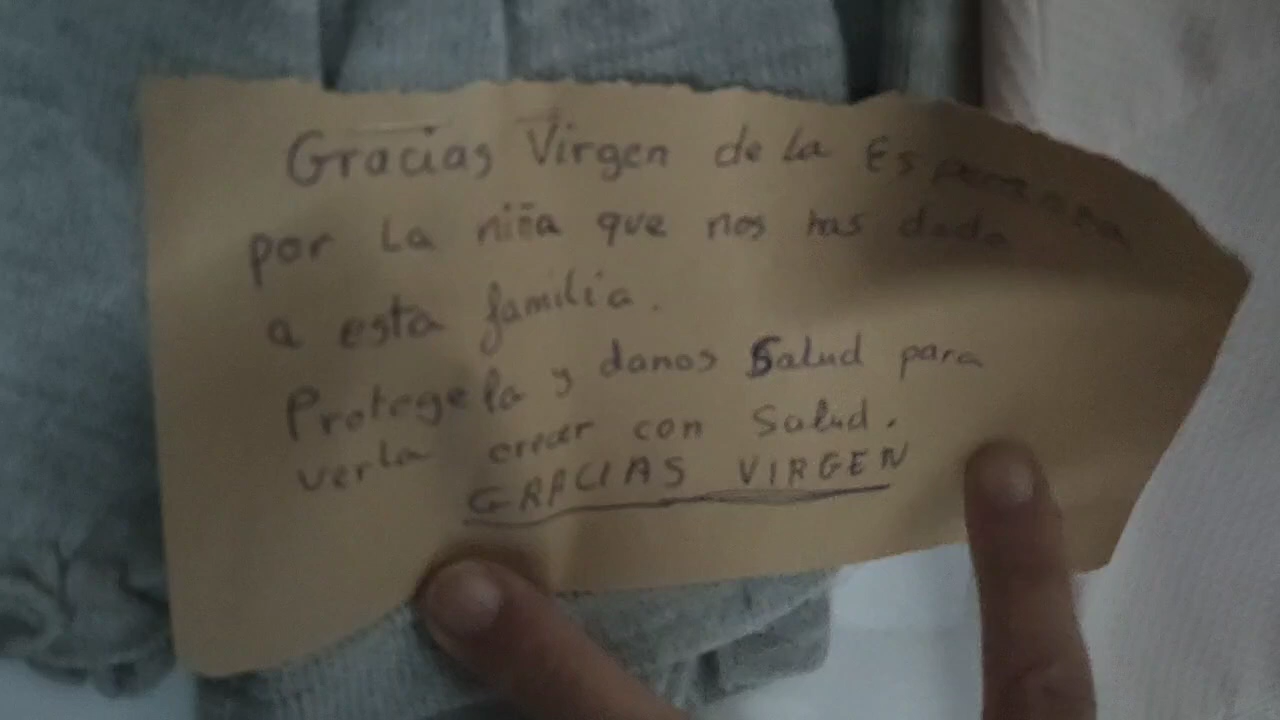 Gracias Virgen de la Esperanza
por La niña que nos has dado
a esta familia.
Protegela y danos Salud para
verla crecer con Salud.
GRACIAS VIRGEN